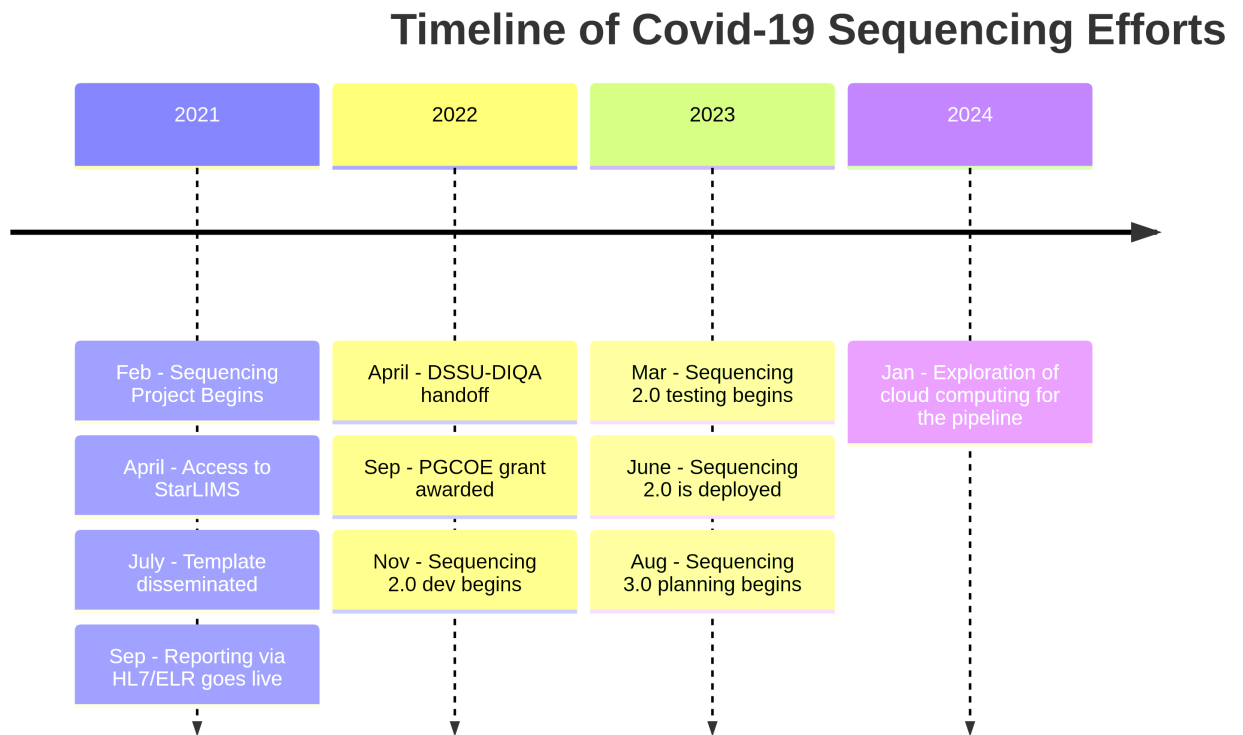 Timeline of Covid-19 Sequencing Efforts
2021
2022
2023
2024
Feb - Sequencing
Project Begins
April - Access to
StarLIMS
July - Template
disseminated
Sep - Reporting via
HL7/ELR goes live
April - DSSU-DIQA
handoff
Sep - PGCOE grant
awarded
Nov - Sequencing
2.0 dev begins
Mar - Sequencing
2.0 testing begins
June - Sequencing
2.0 is deployed
Aug - Sequencing
3.0 planning begins
Jan - Exploration of
cloud computing for
the pipeline